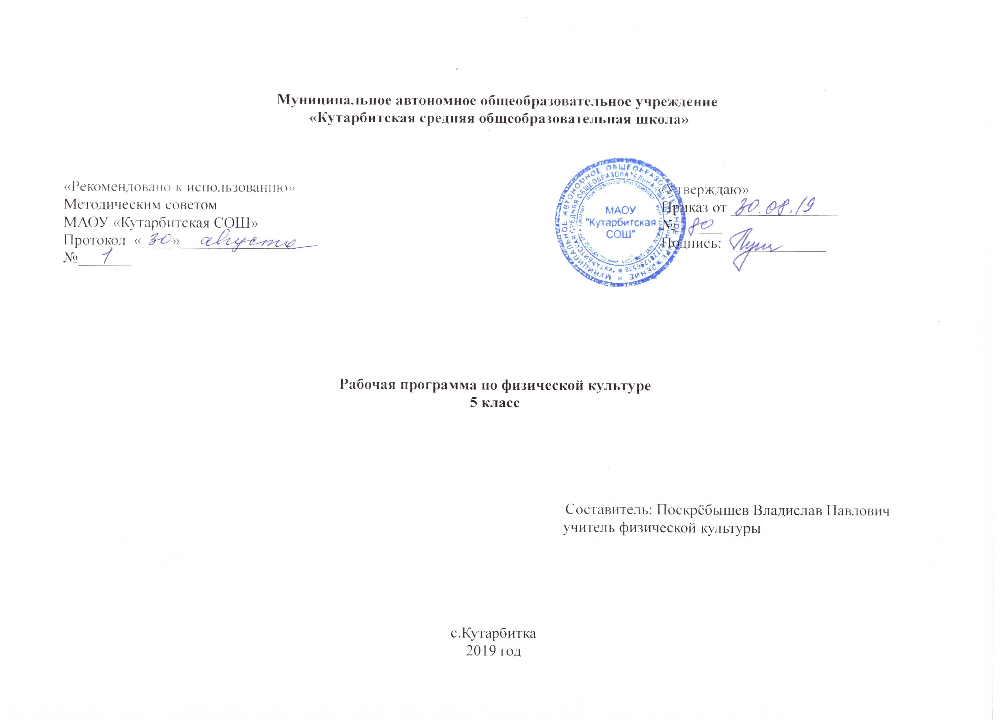 Муниципальное автономное общеобразовательное учреждение
«Кутарбитская средняя общеобразовательная школа»
«Рекомендовано к использованию»
Методическим советом
МАОУ «Кутарбитская СОШ»
Протокол «30» августа
№ 1
«Утверждаю»
Приказ от 30.08.19
№ 80
Подпись:
МУНИЦИПАЛЬНОЕ АВТОНОМНОЕ ОБЩЕОБРАЗОВАТЕЛЬНОЕ УЧРЕЖДЕНИЕ *
"КУТАРБИТСКАЯ СРЕДНЯЯ ОБЩЕОБРАЗОВАТЕЛЬНАЯ ШКОЛА"
МАОУ
"Кутарбитская
СОШ"
Рабочая программа по физической культуре
5 класс
Составитель: Поскрёбышев Владислав Павлович
учитель физической культуры
с.Кутарбитка
2019 год